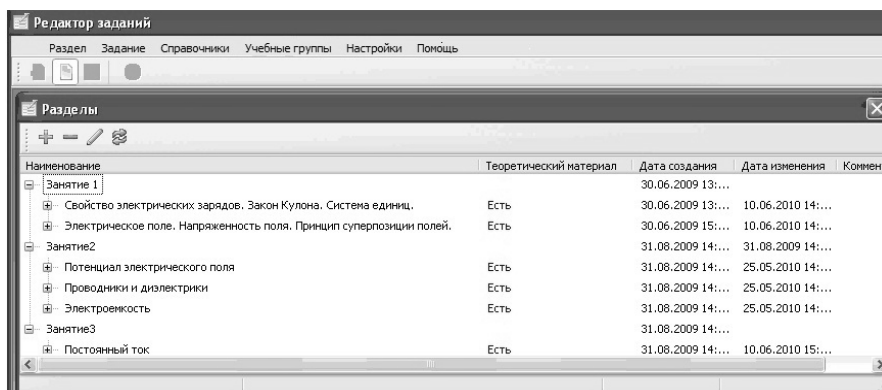 Редактор заданий
Раздел Задание Справочники Учебные группы Настройки Помощь
Разделы
Наименование Теоретический материал Дата создания Дата изменения Коммен
Занятие 1 30.06.2009 13:...
Свойство электрических зарядов. Закон Кулона. Система единиц. Есть 30.06.2009 13:... 10.06.2010 14:...
Электрическое поле. Напряженность поля. Принцип суперпозиции полей. Есть 30.06.2009 15:... 10.06.2010 14:...
Занятие2 31.08.2009 14:... 31.08.2009 14:...
Потенциал электрического поля Есть 31.08.2009 14:... 25.05.2010 14:...
Проводники и диэлектрики Есть 31.08.2009 14:... 25.05.2010 14:...
Электроемкость Есть 31.08.2009 14:... 25.05.2010 14:...
Занятие3 31.08.2009 14:...
Постоянный ток Есть 31.08.2009 14:... 10.06.2010 15:...